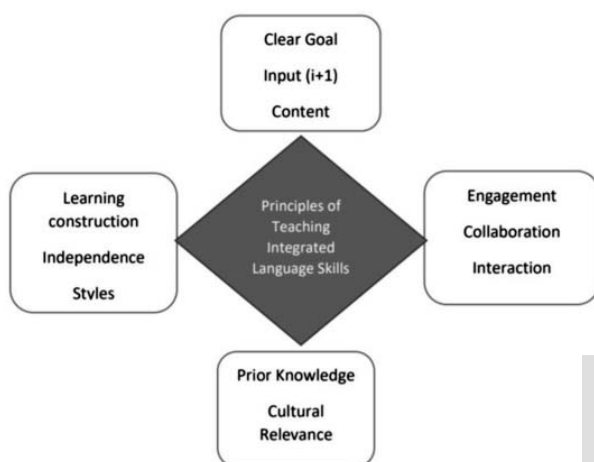 Clear Goal
Input (i+1)
Content
Learning
construction
Independence
Styles
Principles of
Teaching
Integrated
Language Skills
Engagement
Collaboration
Interaction
Prior Knowledge
Cultural
Relevance